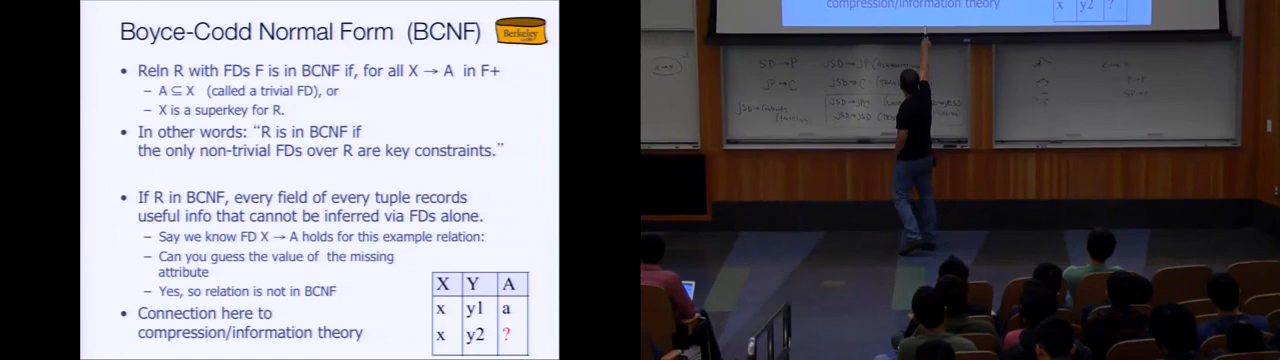 Boyce-Codd Normal Form (BCNF)
Berkeley
• Reln R with FDs F is in BCNF if, for all X → A in F+
– A ⊆ X (called a trivial FD), or
– X is a superkey for R.
• In other words: “R is in BCNF if
the only non-trivial FDs over R are key constraints.”
• If R in BCNF, every field of every tuple records
useful info that cannot be inferred via FDs alone.
– Say we know FD X → A holds for this example relation:
– Can you guess the value of the missing
attribute
– Yes, so relation is not in BCNF
• Connection here to
compression/information theory
X Y A
x y1 a
x y2 ?
compression/information theory
x y2 ?
SD→P
JP→C